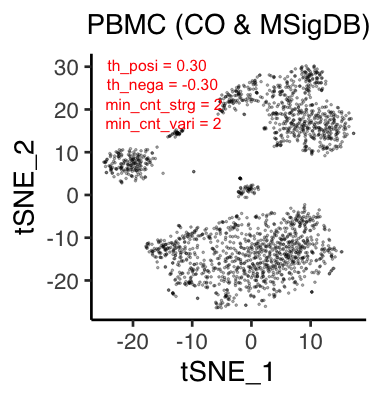 PBMC (CO & MSigDB)
th_posi = 0.30
th_nega = -0.30
min_cnt_strg = 2
min_cnt_vari = 2
30
20
10
0
-10
-20
tSNE_2
-20 -10 0 10
tSNE_1